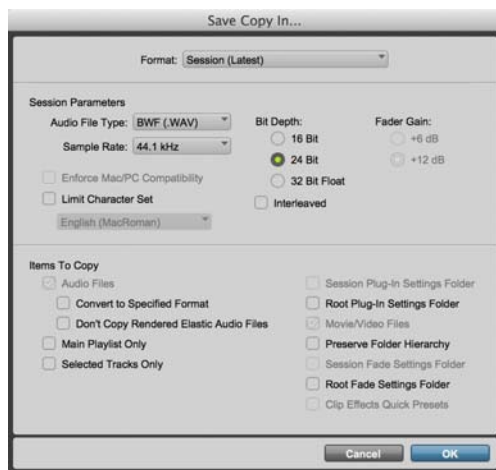 Save Copy In...
Format: Session (Latest)
Session Parameters
Audio File Type: BWF (.WAV)
Sample Rate: 44.1 kHz
Enforce Mac/PC Compatibility
Limit Character Set
English (MacRoman)
Bit Depth:
16 Bit
24 Bit
32 Bit Float
Interleaved
Fader Gain:
+6 dB
+12 dB
Items To Copy
Audio Files
Convert to Specified Format
Don't Copy Rendered Elastic Audio Files
Main Playlist Only
Selected Tracks Only
Session Plug-In Settings Folder
Root Plug-In Settings Folder
Movie/Video Files
Preserve Folder Hierarchy
Session Fade Settings Folder
Root Fade Settings Folder
Clip Effects Quick Presets
Cancel
OK